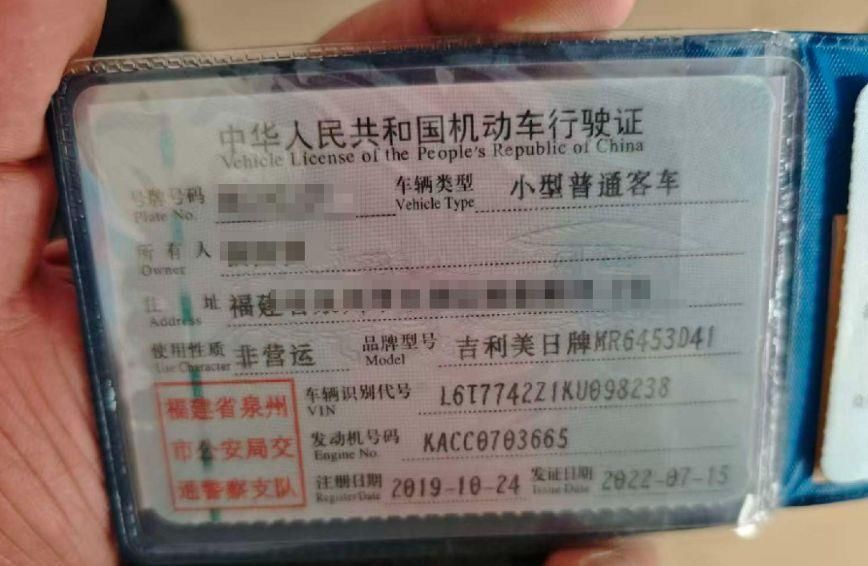 中华人民共和国机动车行驶证
Vehicle License of the People's Republic of China
号牌号码 车辆类型 小型普通客车
Plate No. Vehicle Type
所有人
Owner
住址 福建省
Address
使用性质 非营运 品牌型号 吉利美日牌MR6453D41
Use Character Model
福建省泉州
市公安局交
通警察支队
车辆识别代号 L6T7742Z1KU098238
VIN
发动机号码 KACC0703665
Engine No.
注册日期 2019-10-24 发证日期 2022-07-15
Register Date Issue Date